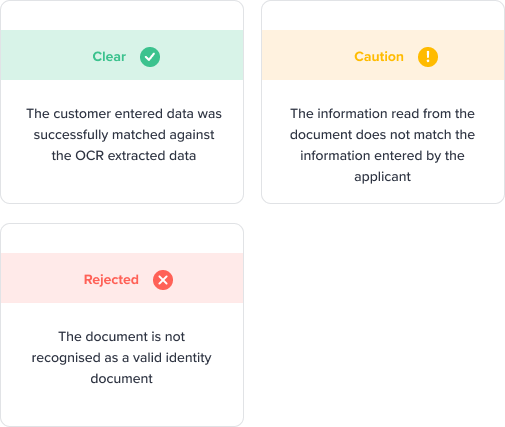 Clear
The customer entered data was
successfully matched against
the OCR extracted data
Caution
The information read from the
document does not match the
information entered by the
applicant
Rejected
The document is not
recognised as a valid identity
document